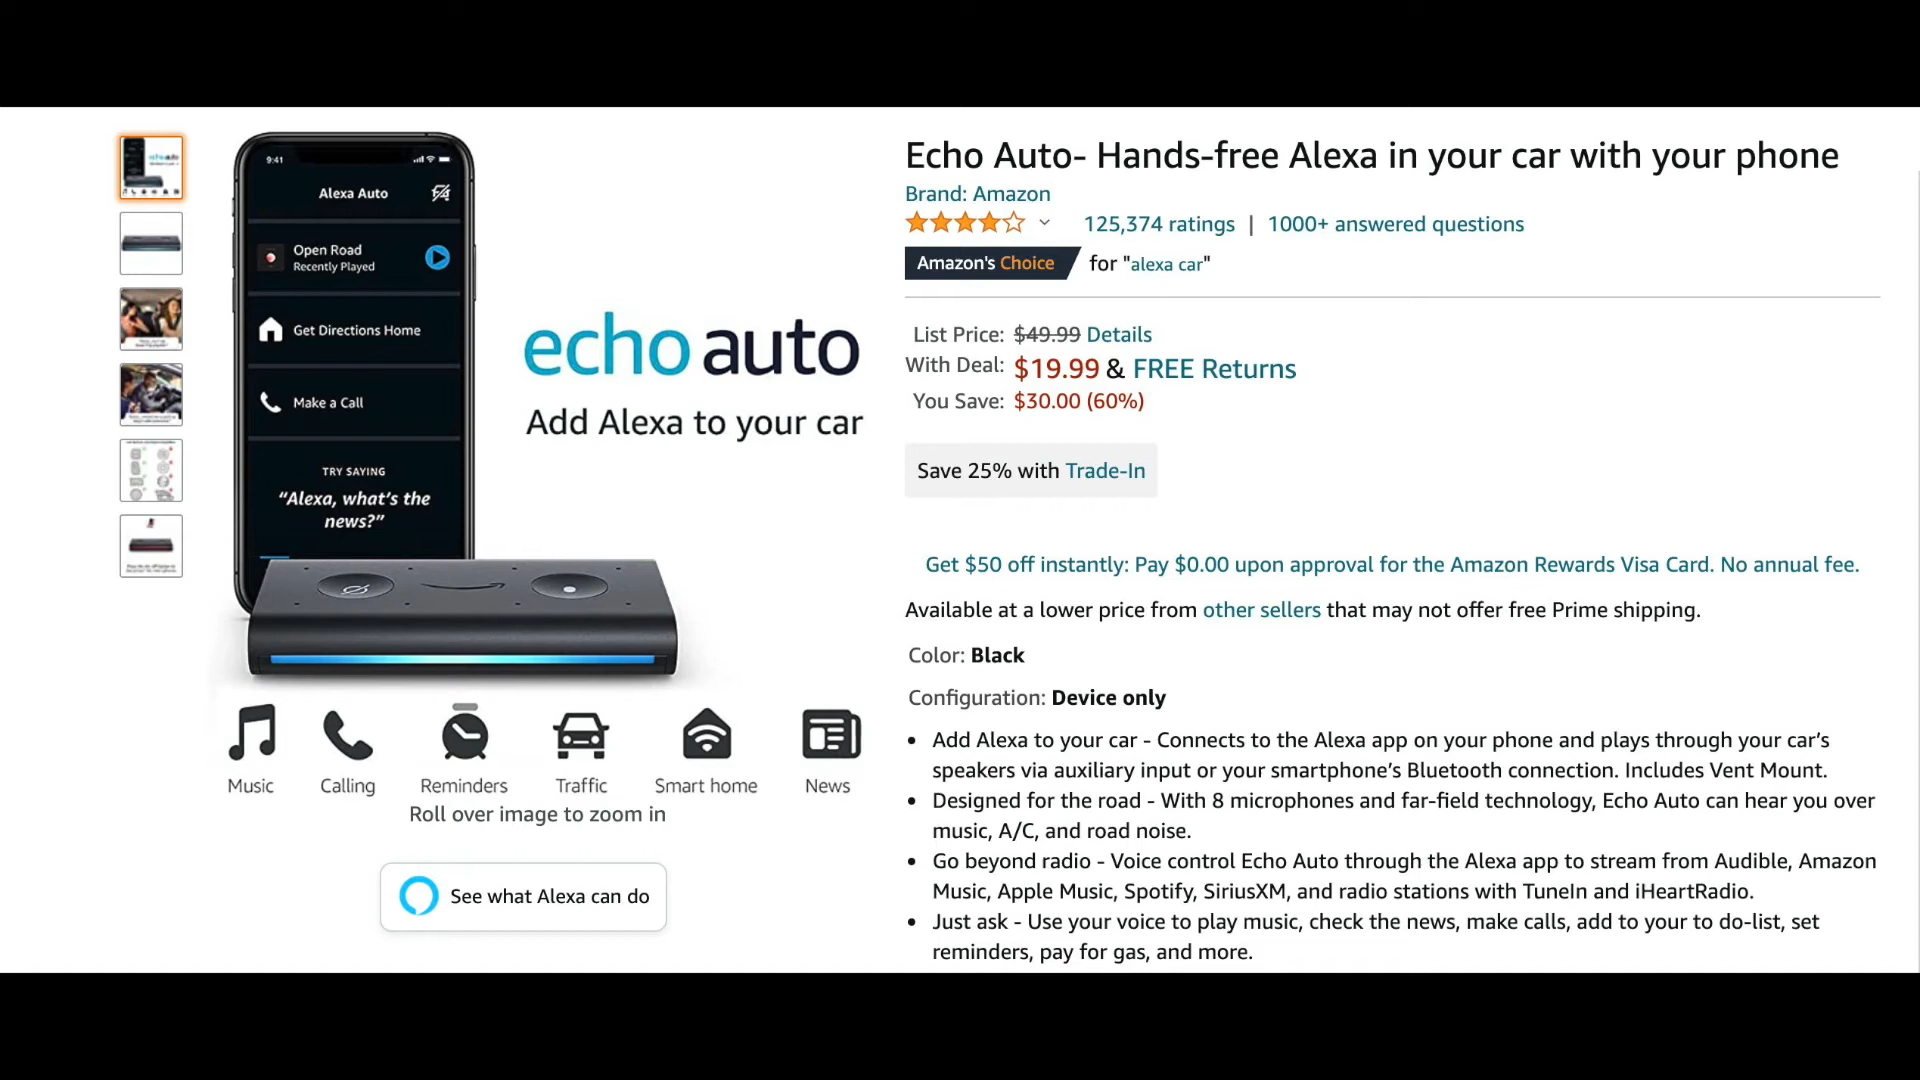 9:41
Alexa Auto
Open Road
Recently Played
Get Directions Home
Make a Call
TRY SAYING
“Alexa, what’s the
news?”
echo auto
Add Alexa to your car
Music
Calling
Reminders
Traffic
Smart home
News
Roll over image to zoom in
See what Alexa can do
Echo Auto- Hands-free Alexa in your car with your phone
Brand: Amazon
125,374 ratings | 1000+ answered questions
Amazon's Choice for "alexa car"
List Price: $49.99 Details
With Deal: $19.99 & FREE Returns
You Save: $30.00 (60%)
Save 25% with Trade-In
Get $50 off instantly: Pay $0.00 upon approval for the Amazon Rewards Visa Card. No annual fee.
Available at a lower price from other sellers that may not offer free Prime shipping.
Color: Black
Configuration: Device only
• Add Alexa to your car - Connects to the Alexa app on your phone and plays through your car’s
speakers via auxiliary input or your smartphone’s Bluetooth connection. Includes Vent Mount.
• Designed for the road - With 8 microphones and far-field technology, Echo Auto can hear you over
music, A/C, and road noise.
• Go beyond radio - Voice control Echo Auto through the Alexa app to stream from Audible, Amazon
Music, Apple Music, Spotify, SiriusXM, and radio stations with TuneIn and iHeartRadio.
• Just ask - Use your voice to play music, check the news, make calls, add to your to do-list, set
reminders, pay for gas, and more.